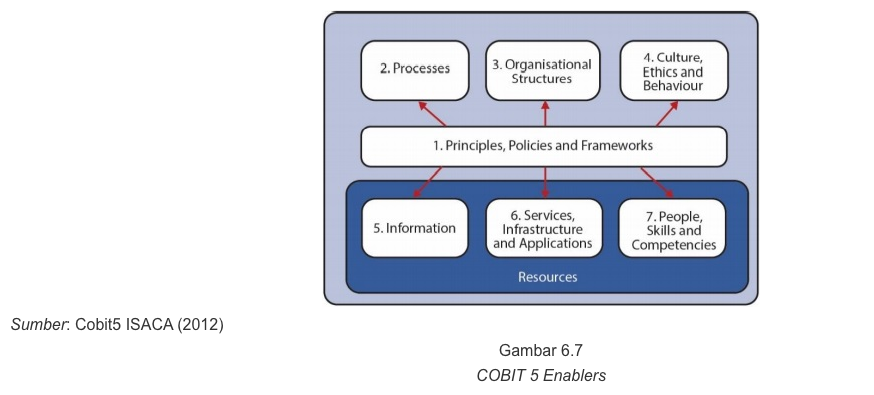 2. Processes
3. Organisational
Structures
4. Culture,
Ethics and
Behaviour
1. Principles, Policies and Frameworks
5. Information
6. Services,
Infrastructure
and Applications
7. People,
Skills and
Competencies
Resources
Sumber: Cobit5 ISACA (2012)
Gambar 6.7
COBIT 5 Enablers